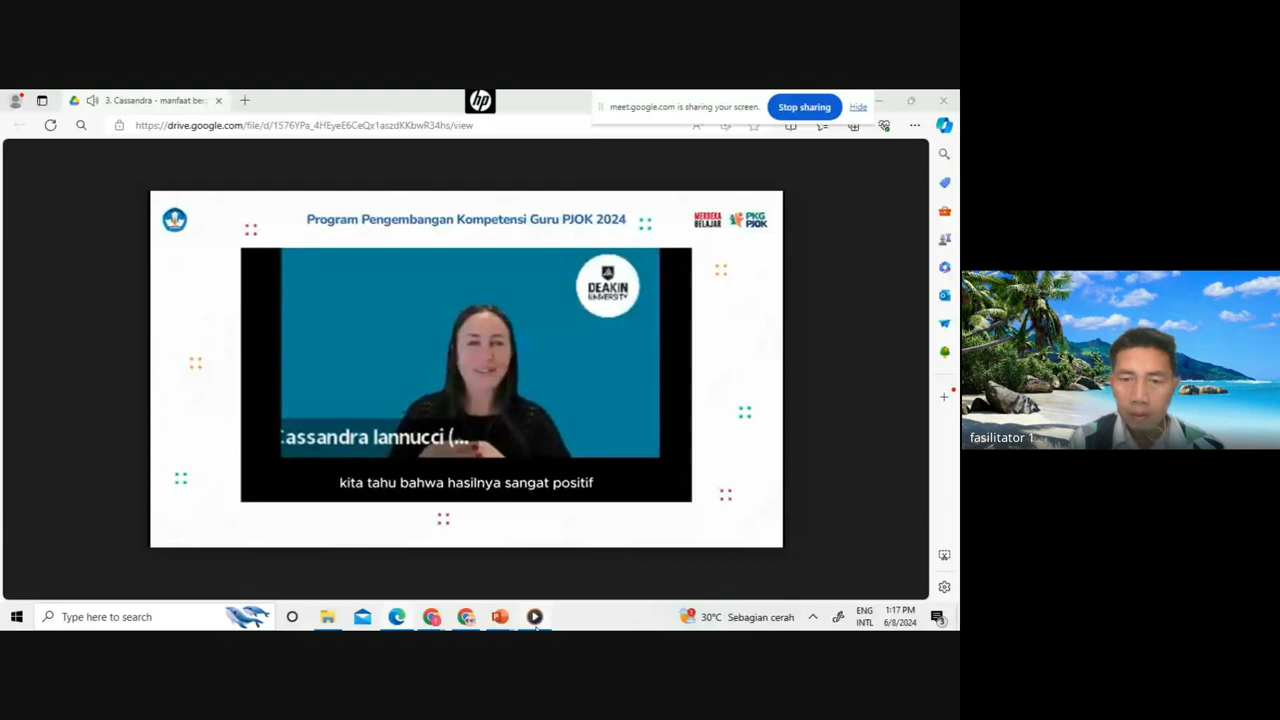 3. Cassandra - manfaat ber
hp
meet.google.com is sharing your screen.
Stop sharing
Hide
https://drive.google.com/file/d/1576YPa_4HEyeE6CeQx1aszdKKbwR34hs/view
Program Pengembangan Kompetensi Guru PJOK 2024
MERDEKA
BELAJAR
PKG
PJOK
DEAKIN
UNIVERSITY
Cassandra Iannucci (...
kita tahu bahwa hasilnya sangat positif
fasilitator 1
Type here to search
30°C Sebagian cerah
ENG
INTL
1:17 PM
6/8/2024
3